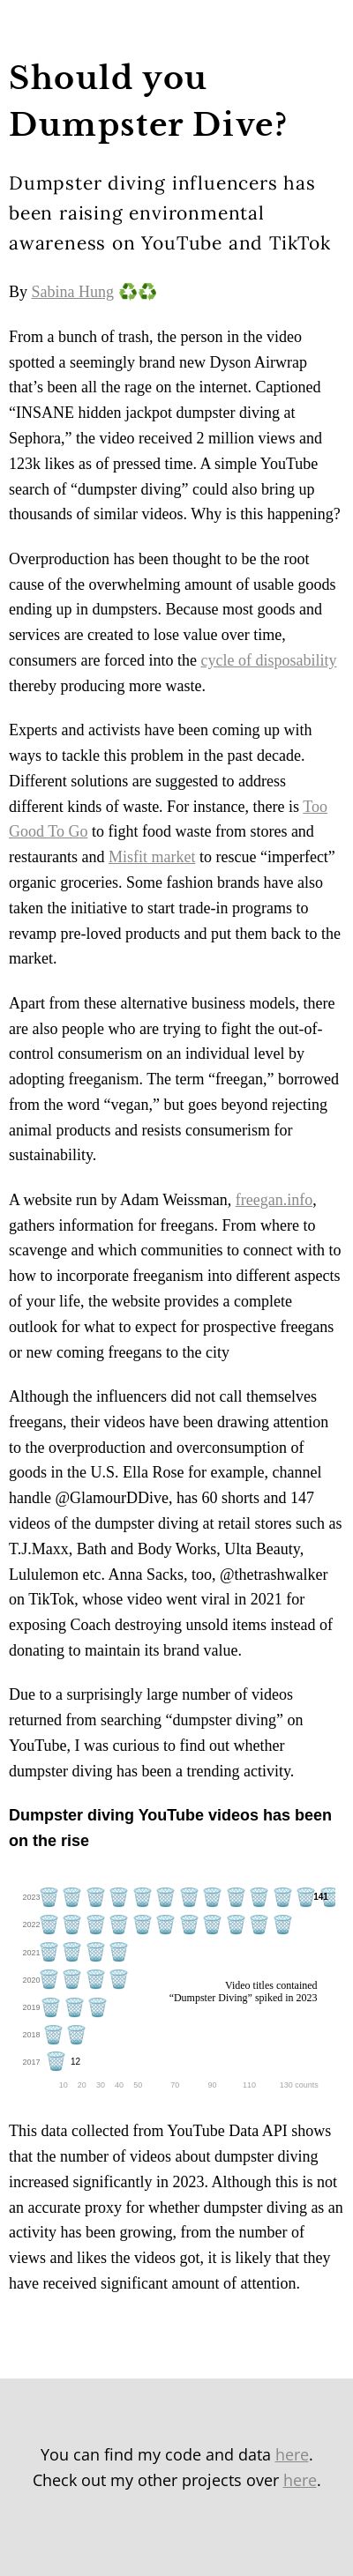 Should you
Dumpster Dive?
Dumpster diving influencers has
been raising environmental
awareness on YouTube and TikTok
By Sabina Hung ♻️♻️
From a bunch of trash, the person in the video
spotted a seemingly brand new Dyson Airwrap
that’s been all the rage on the internet. Captioned
“INSANE hidden jackpot dumpster diving at
Sephora,” the video received 2 million views and
123k likes as of pressed time. A simple YouTube
search of “dumpster diving” could also bring up
thousands of similar videos. Why is this happening?
Overproduction has been thought to be the root
cause of the overwhelming amount of usable goods
ending up in dumpsters. Because most goods and
services are created to lose value over time,
consumers are forced into the cycle of disposability
thereby producing more waste.
Experts and activists have been coming up with
ways to tackle this problem in the past decade.
Different solutions are suggested to address
different kinds of waste. For instance, there is Too
Good To Go to fight food waste from stores and
restaurants and Misfit market to rescue “imperfect”
organic groceries. Some fashion brands have also
taken the initiative to start trade-in programs to
revamp pre-loved products and put them back to the
market.
Apart from these alternative business models, there
are also people who are trying to fight the out-of-
control consumerism on an individual level by
adopting freeganism. The term “freegan,” borrowed
from the word “vegan,” but goes beyond rejecting
animal products and resists consumerism for
sustainability.
A website run by Adam Weissman, freegan.info,
gathers information for freegans. From where to
scavenge and which communities to connect with to
how to incorporate freeganism into different aspects
of your life, the website provides a complete
outlook for what to expect for prospective freegans
or new coming freegans to the city
Although the influencers did not call themselves
freegans, their videos have been drawing attention
to the overproduction and overconsumption of
goods in the U.S. Ella Rose for example, channel
handle @GlamourDDive, has 60 shorts and 147
videos of the dumpster diving at retail stores such as
T.J.Maxx, Bath and Body Works, Ulta Beauty,
Lululemon etc. Anna Sacks, too, @thetrashwalker
on TikTok, whose video went viral in 2021 for
exposing Coach destroying unsold items instead of
donating to maintain its brand value.
Due to a surprisingly large number of videos
returned from searching “dumpster diving” on
YouTube, I was curious to find out whether
dumpster diving has been a trending activity.
Dumpster diving YouTube videos has been
on the rise
2023 141
2022
2021
2020
Video titles contained
“Dumpster Diving” spiked in 2023
2019
2018
2017 12
10 20 30 40 50 70 90 110 130 counts
This data collected from YouTube Data API shows
that the number of videos about dumpster diving
increased significantly in 2023. Although this is not
an accurate proxy for whether dumpster diving as an
activity has been growing, from the number of
views and likes the videos got, it is likely that they
have received significant amount of attention.
You can find my code and data here.
Check out my other projects over here.